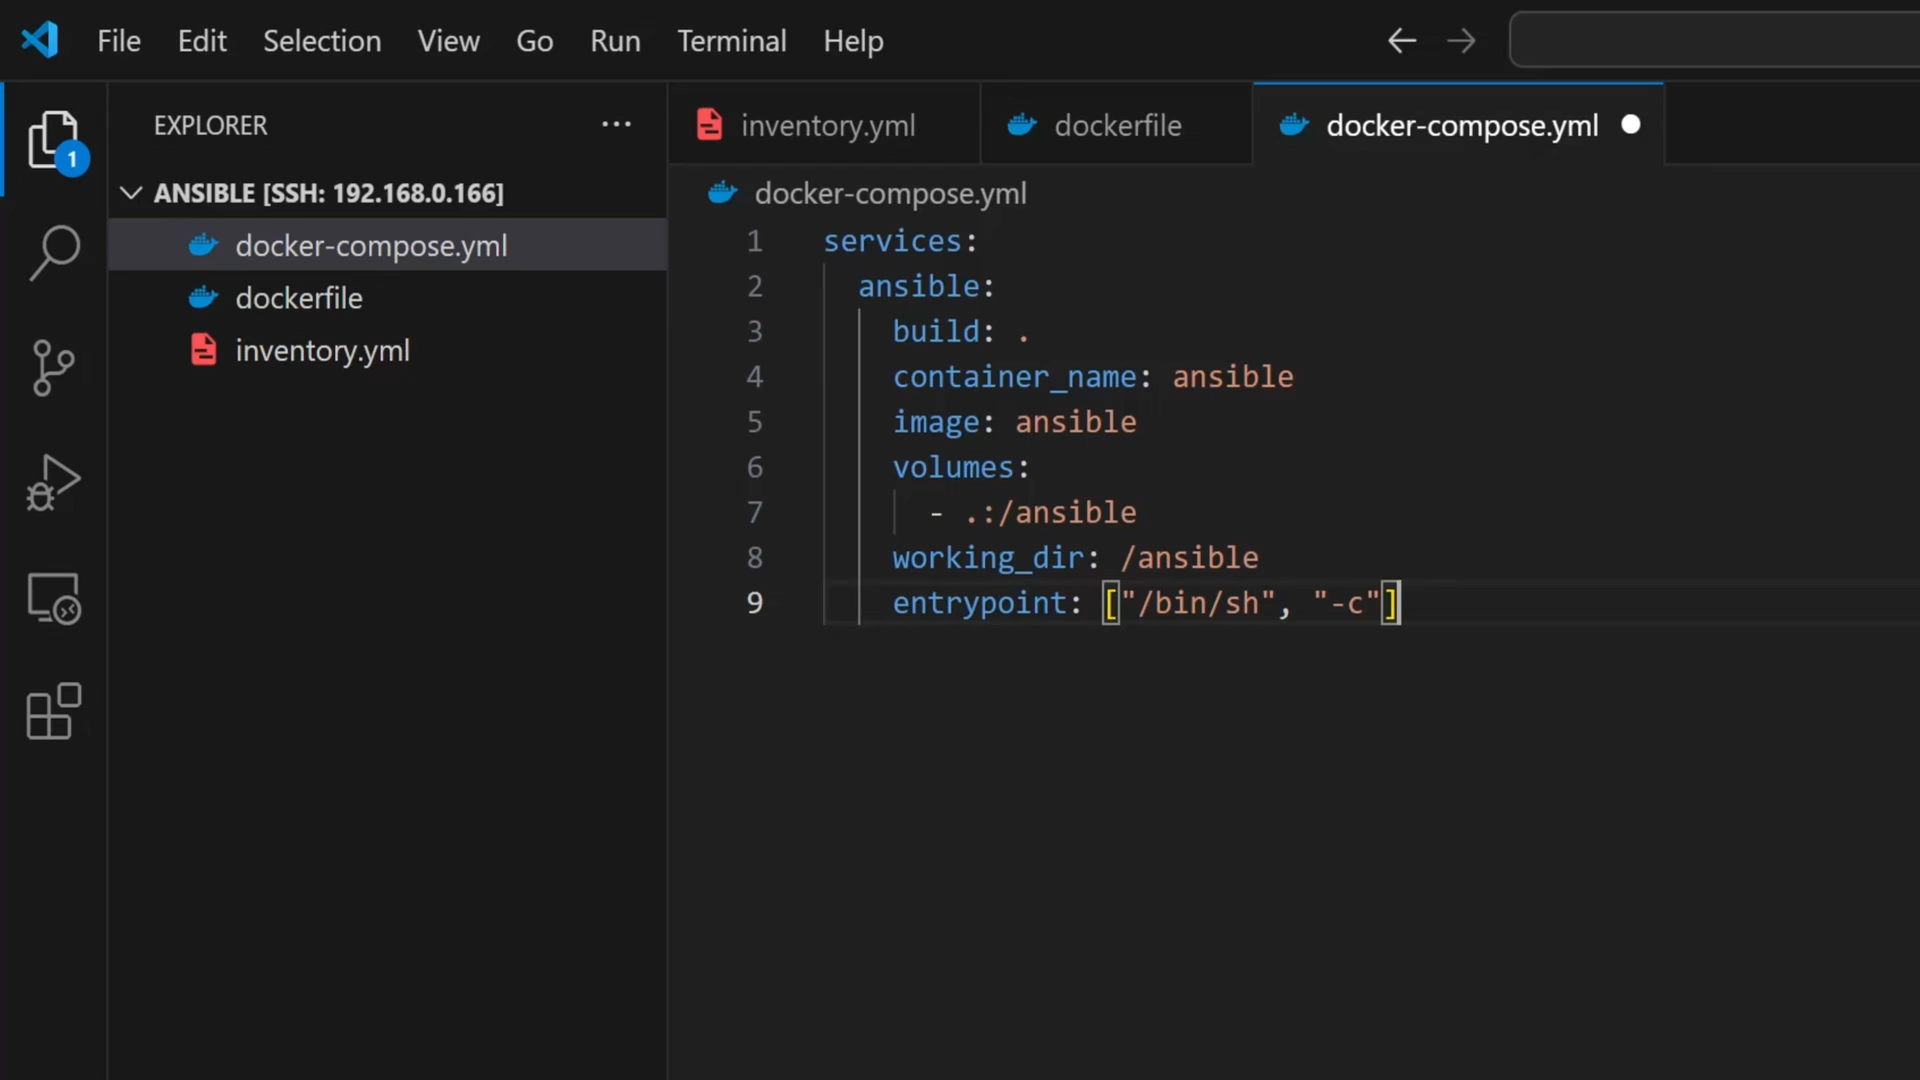 File Edit Selection View Go Run Terminal Help
EXPLORER ...
1
ANSIBLE [SSH: 192.168.0.166]
docker-compose.yml
dockerfile
inventory.yml
inventory.yml dockerfile docker-compose.yml
docker-compose.yml
1 services:
2 ansible:
3 build: .
4 container_name: ansible
5 image: ansible
6 volumes:
7 - .:/ansible
8 working_dir: /ansible
9 entrypoint: ["/bin/sh", "-c"]